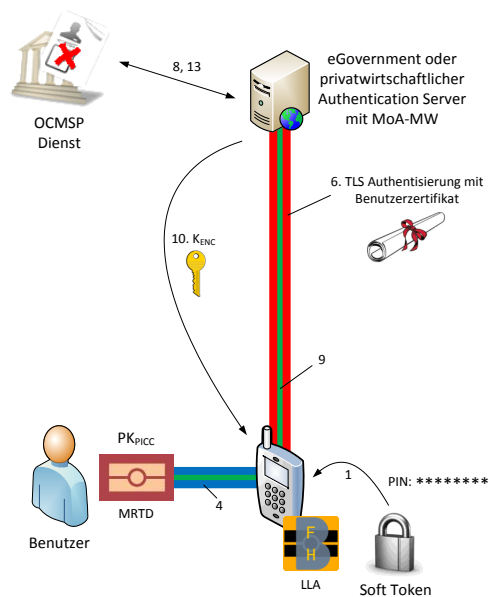 8, 13
eGovernment oder
privatwirtschaftlicher
Authentication Server
mit MoA-MW
OCMSP
Dienst
6. TLS Authentisierung mit
Benutzerzertifikat
10. KENC
9
PKPICC
1
PIN: ********
MRTD
4
F
B
H
Benutzer
LLA
Soft Token